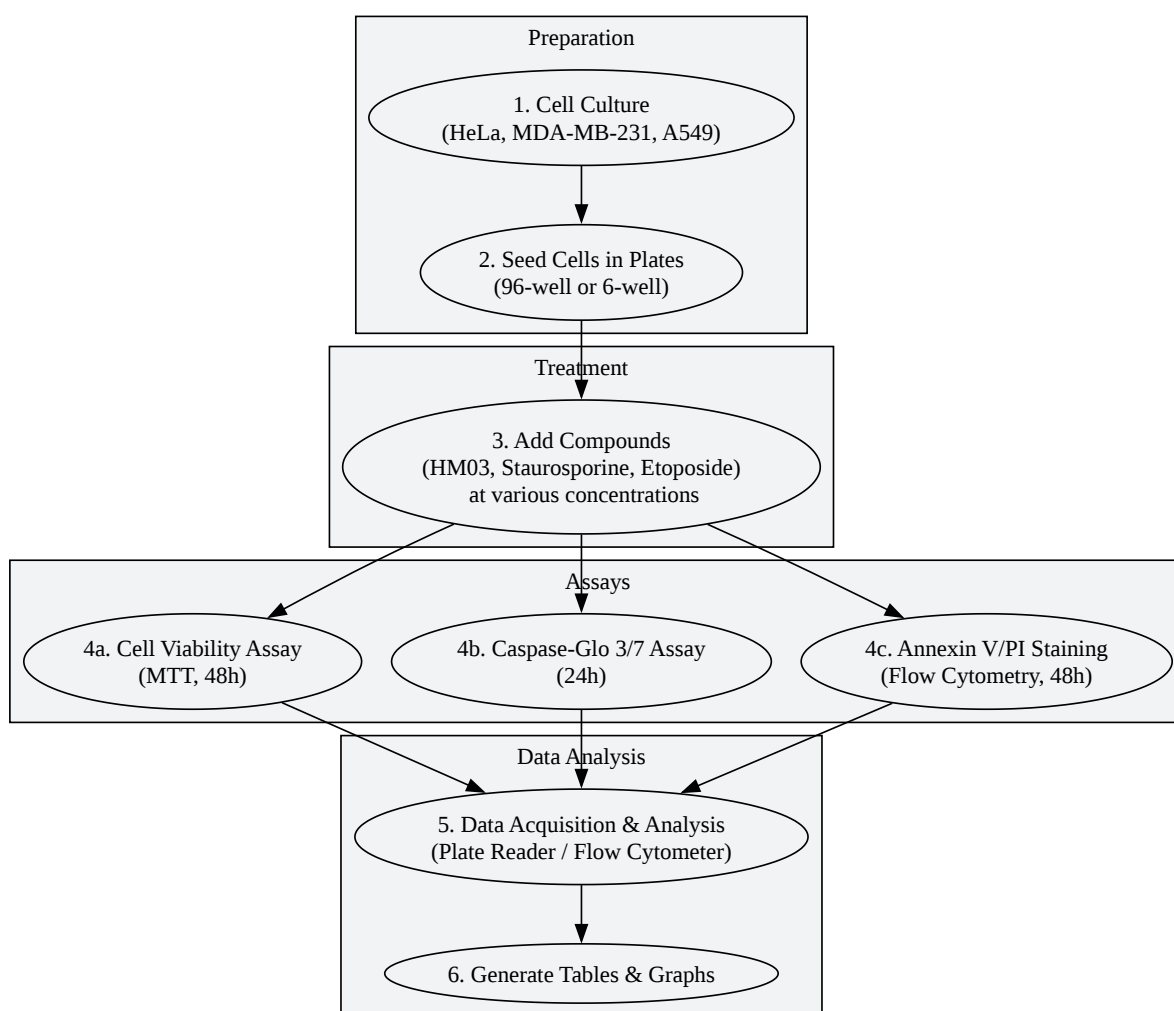 Preparation
1. Cell Culture
(HeLa, MDA-MB-231, A549)
2. Seed Cells in Plates
(96-well or 6-well)
Treatment
3. Add Compounds
(HM03, Staurosporine, Etoposide)
at various concentrations
Assays
4a. Cell Viability Assay
(MTT, 48h)
4b. Caspase-Glo 3/7 Assay
(24h)
4c. Annexin V/PI Staining
(Flow Cytometry, 48h)
Data Analysis
5. Data Acquisition & Analysis
(Plate Reader / Flow Cytometer)
6. Generate Tables & Graphs